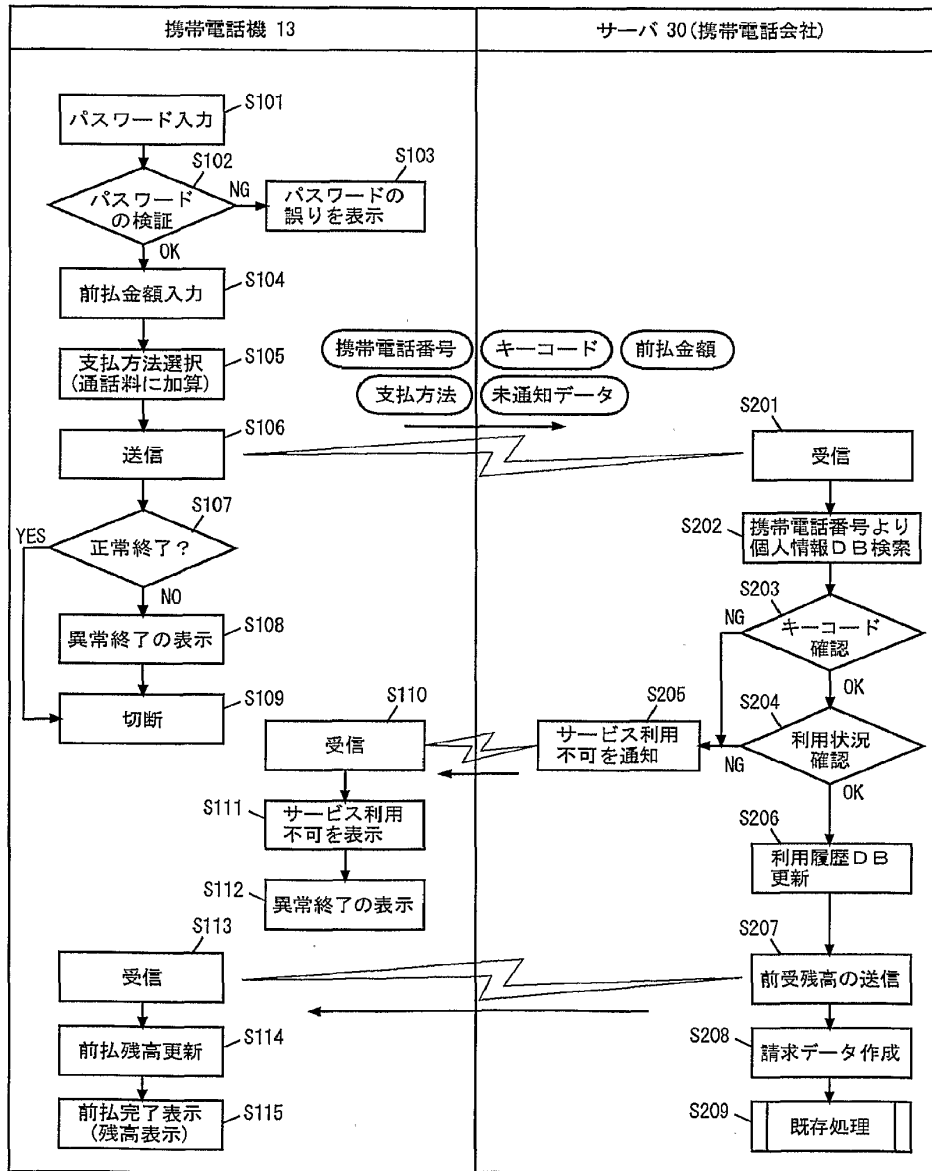 携帯電話機 13
サーバ 30(携帯電話会社)
S101
パスワード入力
S102
パスワード
の検証
NG
OK
S103
パスワードの
誤りを表示
S104
前払金額入力
S105
支払方法選択
(通話料に加算)
携帯電話番号
キーコード
前払金額
支払方法
未通知データ
S106
送信
S201
受信
S107
YES
正常終了?
NO
S202
携帯電話番号より
個人情報DB検索
S203
NG
キーコード
確認
OK
S108
異常終了の表示
S109
切断
S110
受信
S205
サービス利用
不可を通知
S204
利用状況
確認
NG
OK
S111
サービス利用
不可を表示
S112
異常終了の表示
S206
利用履歴DB
更新
S113
受信
S207
前受残高の送信
S114
前払残高更新
S208
請求データ作成
S115
前払完了表示
(残高表示)
S209
既存処理